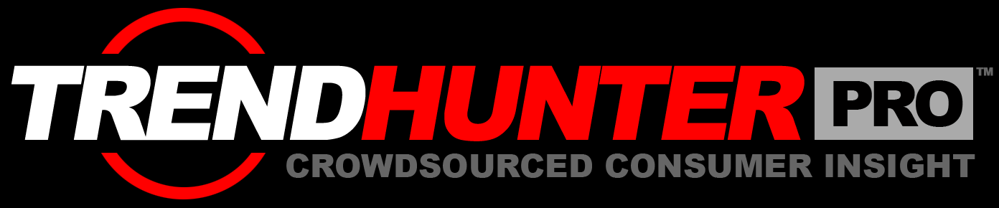 TRENDHUNTER PRO™
CROWDSOURCED CONSUMER INSIGHT